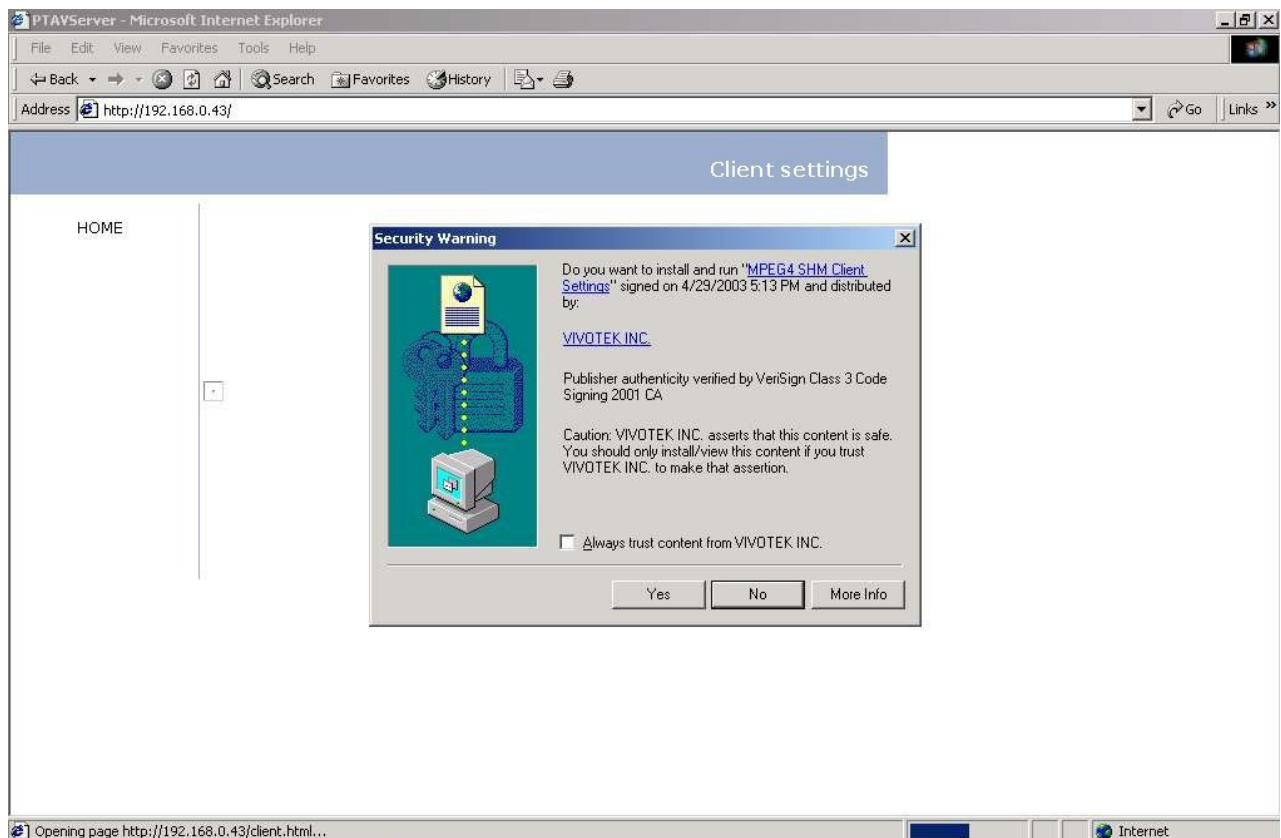 PTAVServer - Microsoft Internet Explorer
File Edit View Favorites Tools Help
Back Search Favorites History
Address http://192.168.0.43/ Go Links »
Client settings
HOME
Security Warning
Do you want to install and run "MPEG4 SHM Client
Settings" signed on 4/29/2003 5:13 PM and distributed
by:
VIVOTEK INC.
Publisher authenticity verified by VeriSign Class 3 Code
Signing 2001 CA
Caution: VIVOTEK INC. asserts that this content is safe.
You should only install/view this content if you trust
VIVOTEK INC. to make that assertion.
Always trust content from VIVOTEK INC.
Yes No More Info
Opening page http://192.168.0.43/client.html... Internet